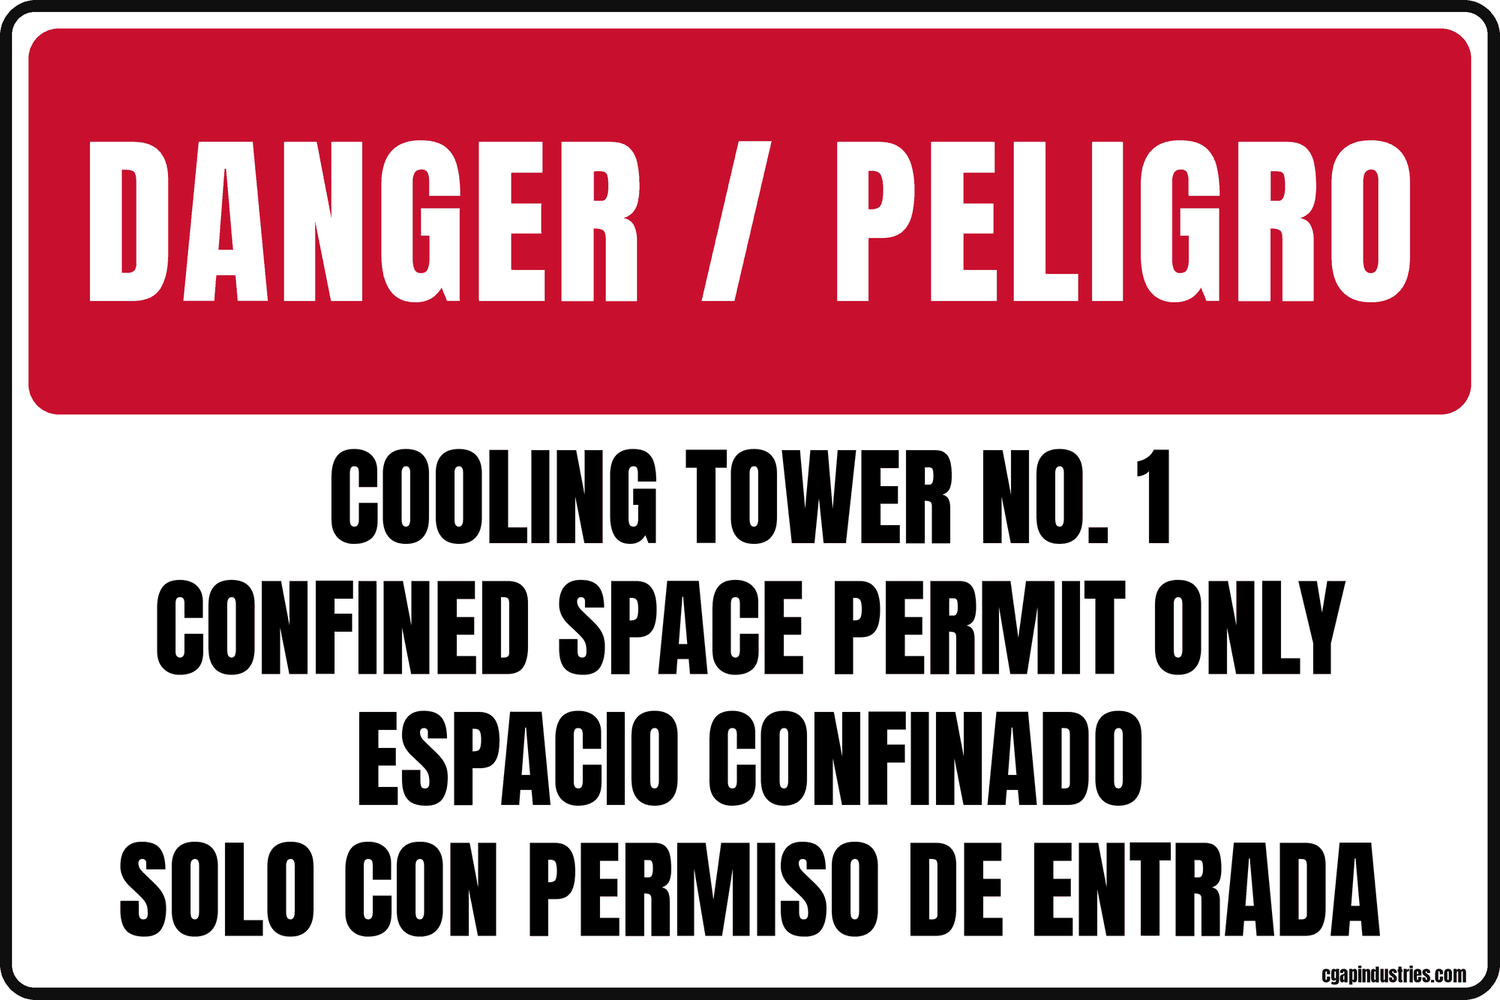 DANGER / PELIGRO
COOLING TOWER NO. 1
CONFINED SPACE PERMIT ONLY
ESPACIO CONFINADO
SOLO CON PERMISO DE ENTRADA
cgapindustries.com